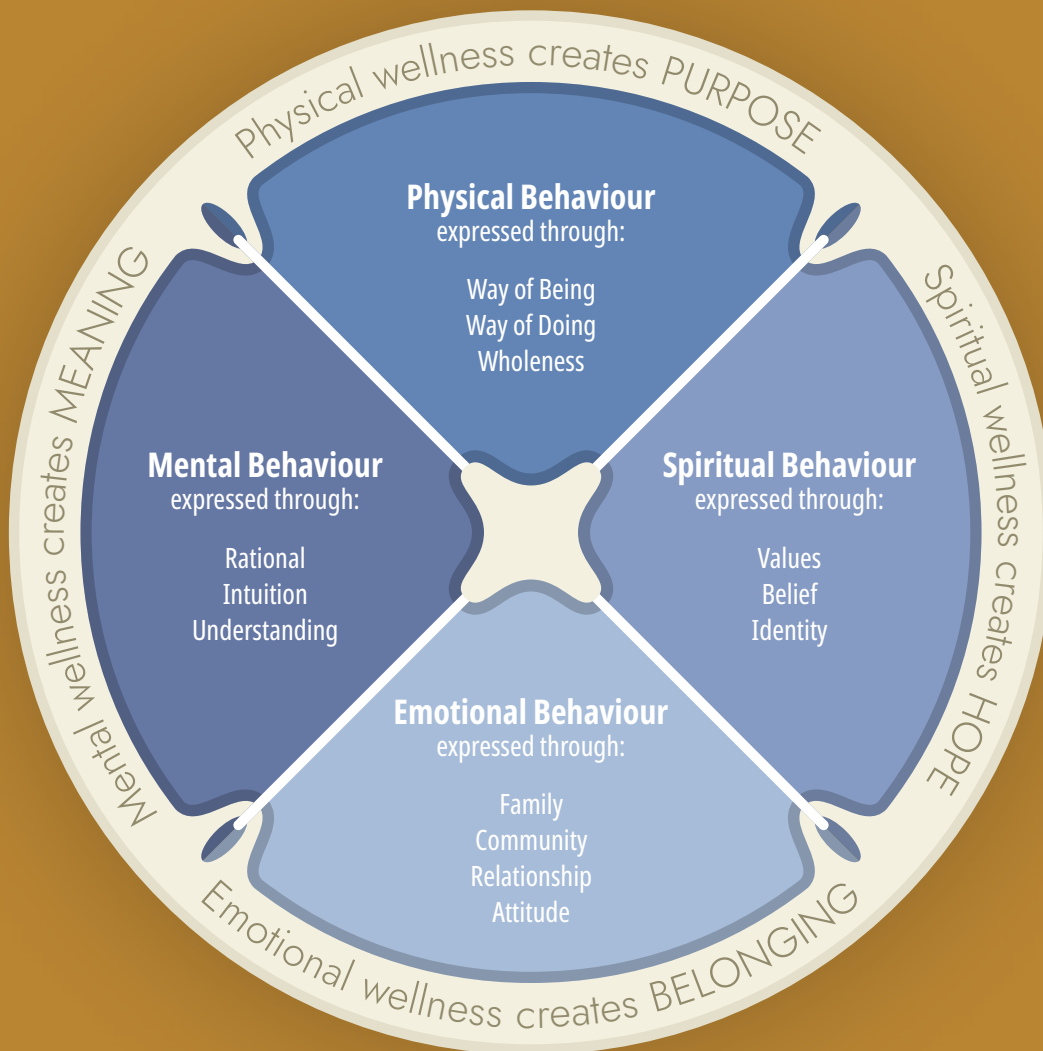 Physical wellness creates PURPOSE
Physical Behaviour
expressed through:
Way of Being
Way of Doing
Wholeness
Mental wellness creates MEANING
Mental Behaviour
expressed through:
Rational
Intuition
Understanding
Spiritual Behaviour
expressed through:
Values
Belief
Identity
Spiritual wellness creates HOPE
Emotional Behaviour
expressed through:
Family
Community
Relationship
Attitude
Emotional wellness creates BELONGING